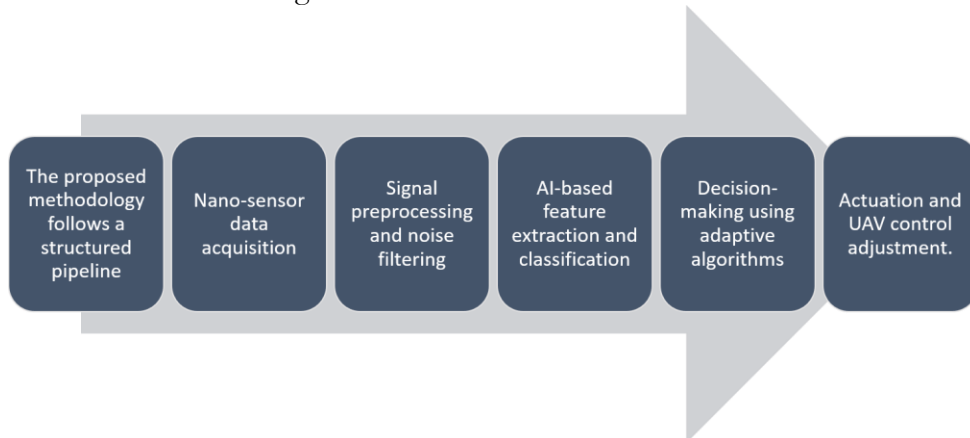 The proposed
methodology
follows a
structured
pipeline
Nano-sensor
data
acquisition
Signal
preprocessing
and noise
filtering
AI-based
feature
extraction and
classification
Decision-
making using
adaptive
algorithms
Actuation and
UAV control
adjustment.